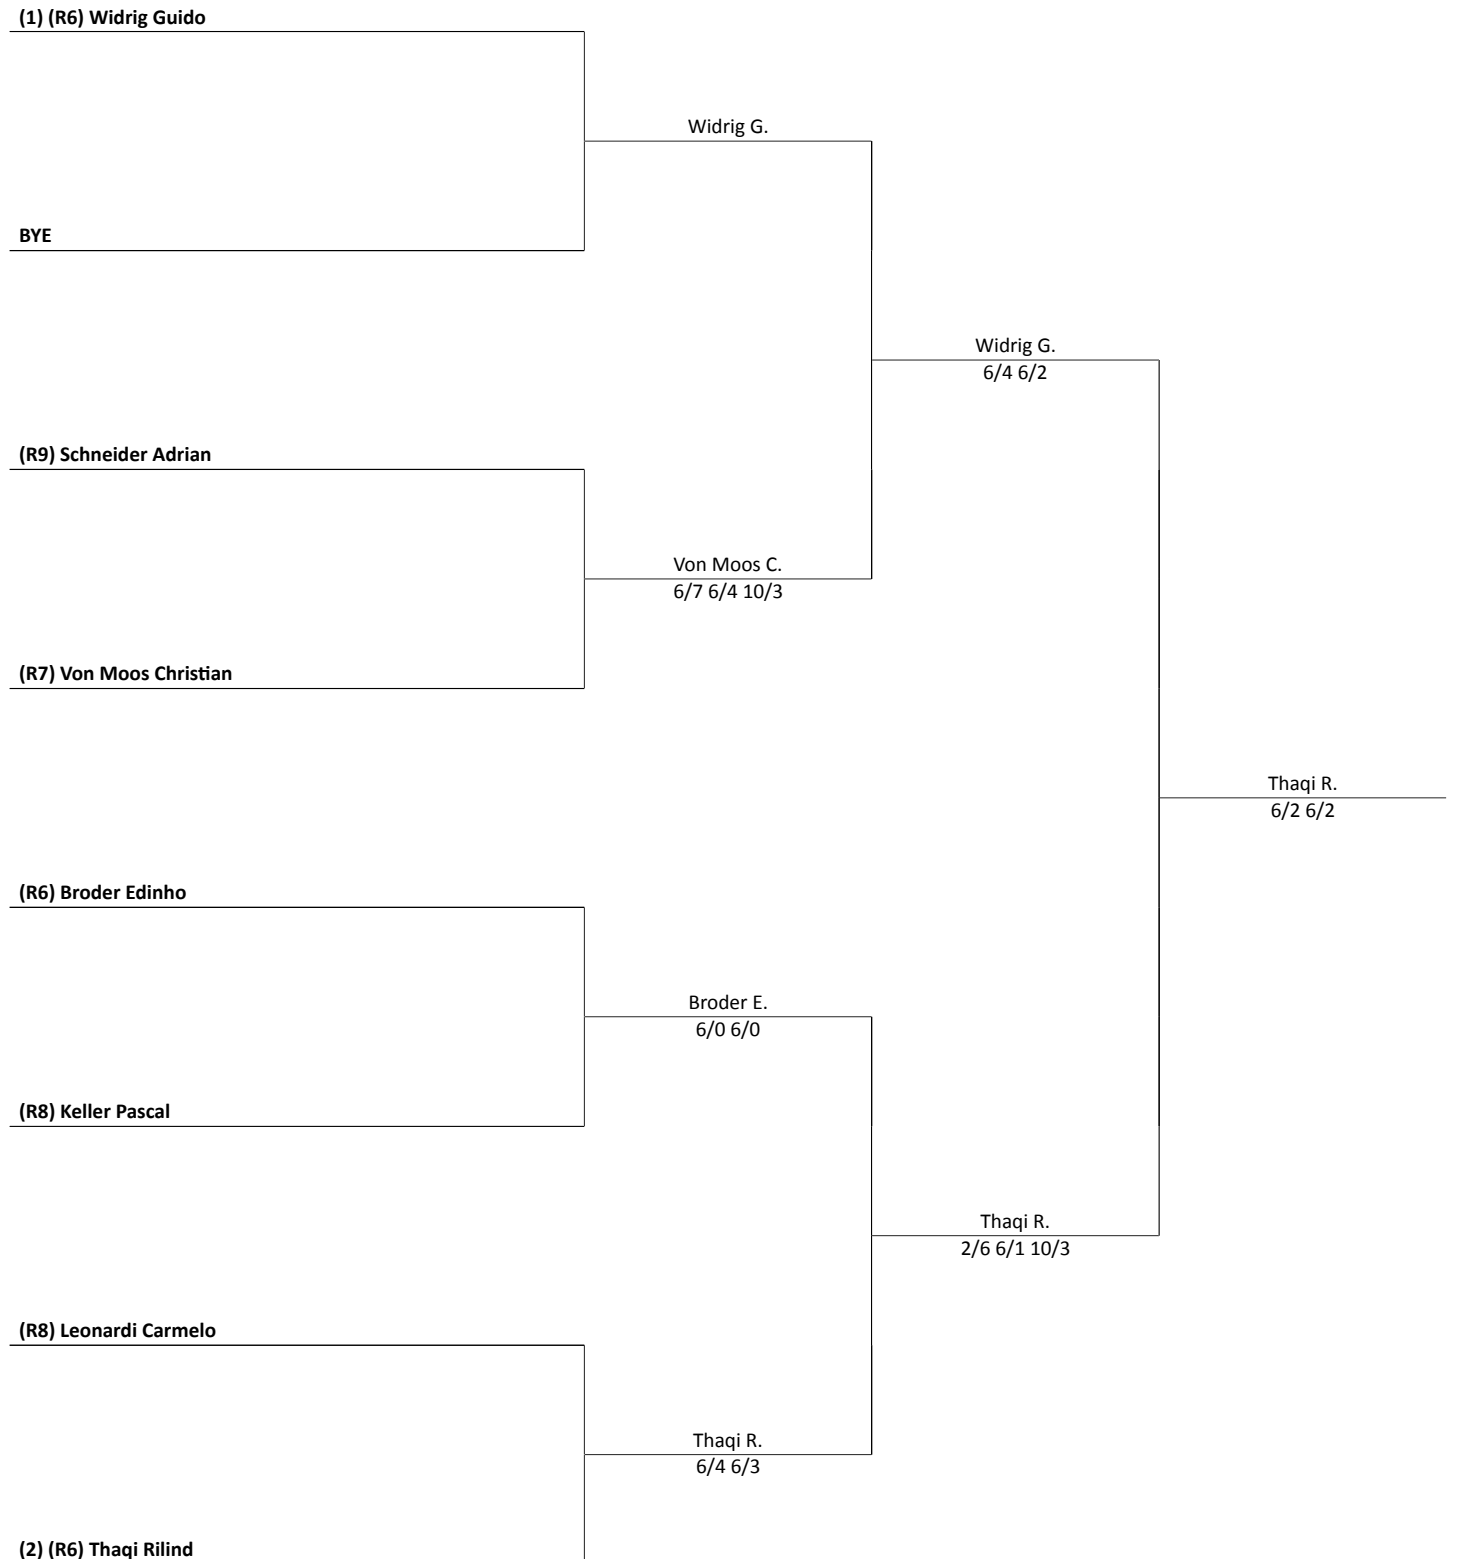 (1) (R6) Widrig Guido
Widrig G.
BYE
Widrig G.
6/4 6/2
(R9) Schneider Adrian
Von Moos C.
6/7 6/4 10/3
(R7) Von Moos Christian
Thaqi R.
6/2 6/2
(R6) Broder Edinho
Broder E.
6/0 6/0
(R8) Keller Pascal
Thaqi R.
2/6 6/1 10/3
(R8) Leonardi Carmelo
Thaqi R.
6/4 6/3
(2) (R6) Thaqi Rilind